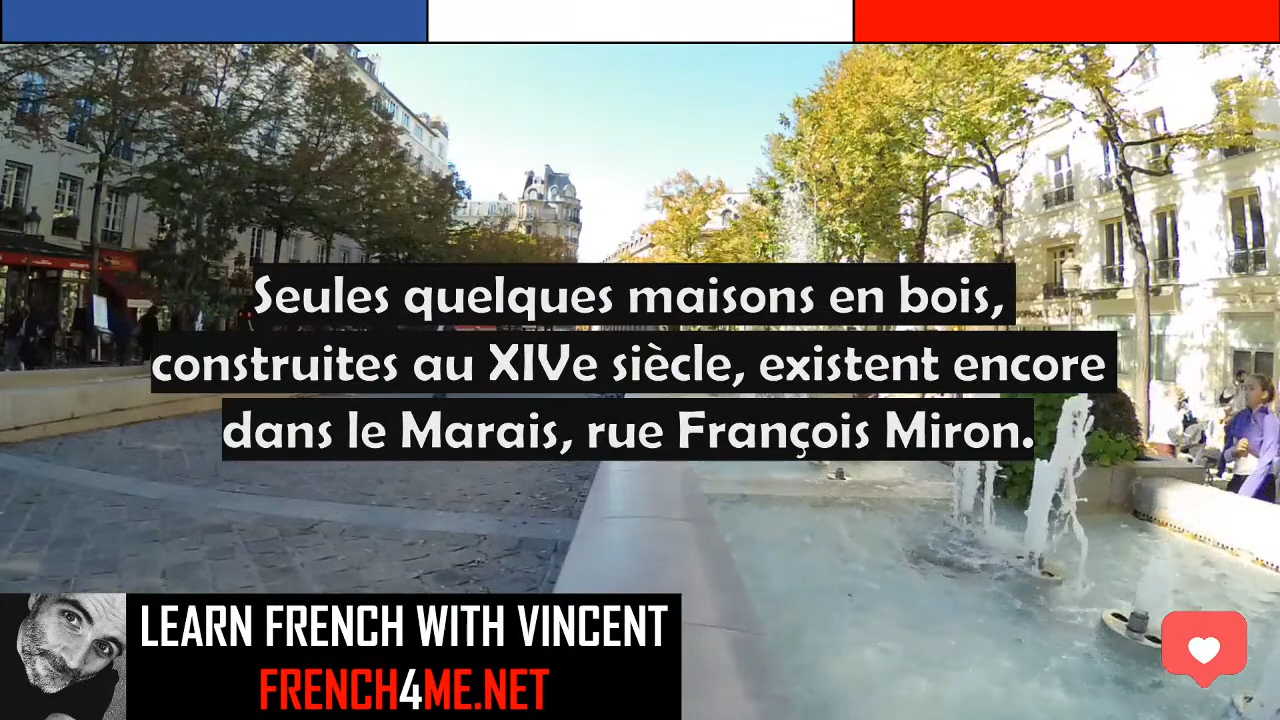 Seules quelques maisons en bois,
construites au XIVe siècle, existent encore
dans le Marais, rue François Miron.
LEARN FRENCH WITH VINCENT
FRENCH4ME.NET